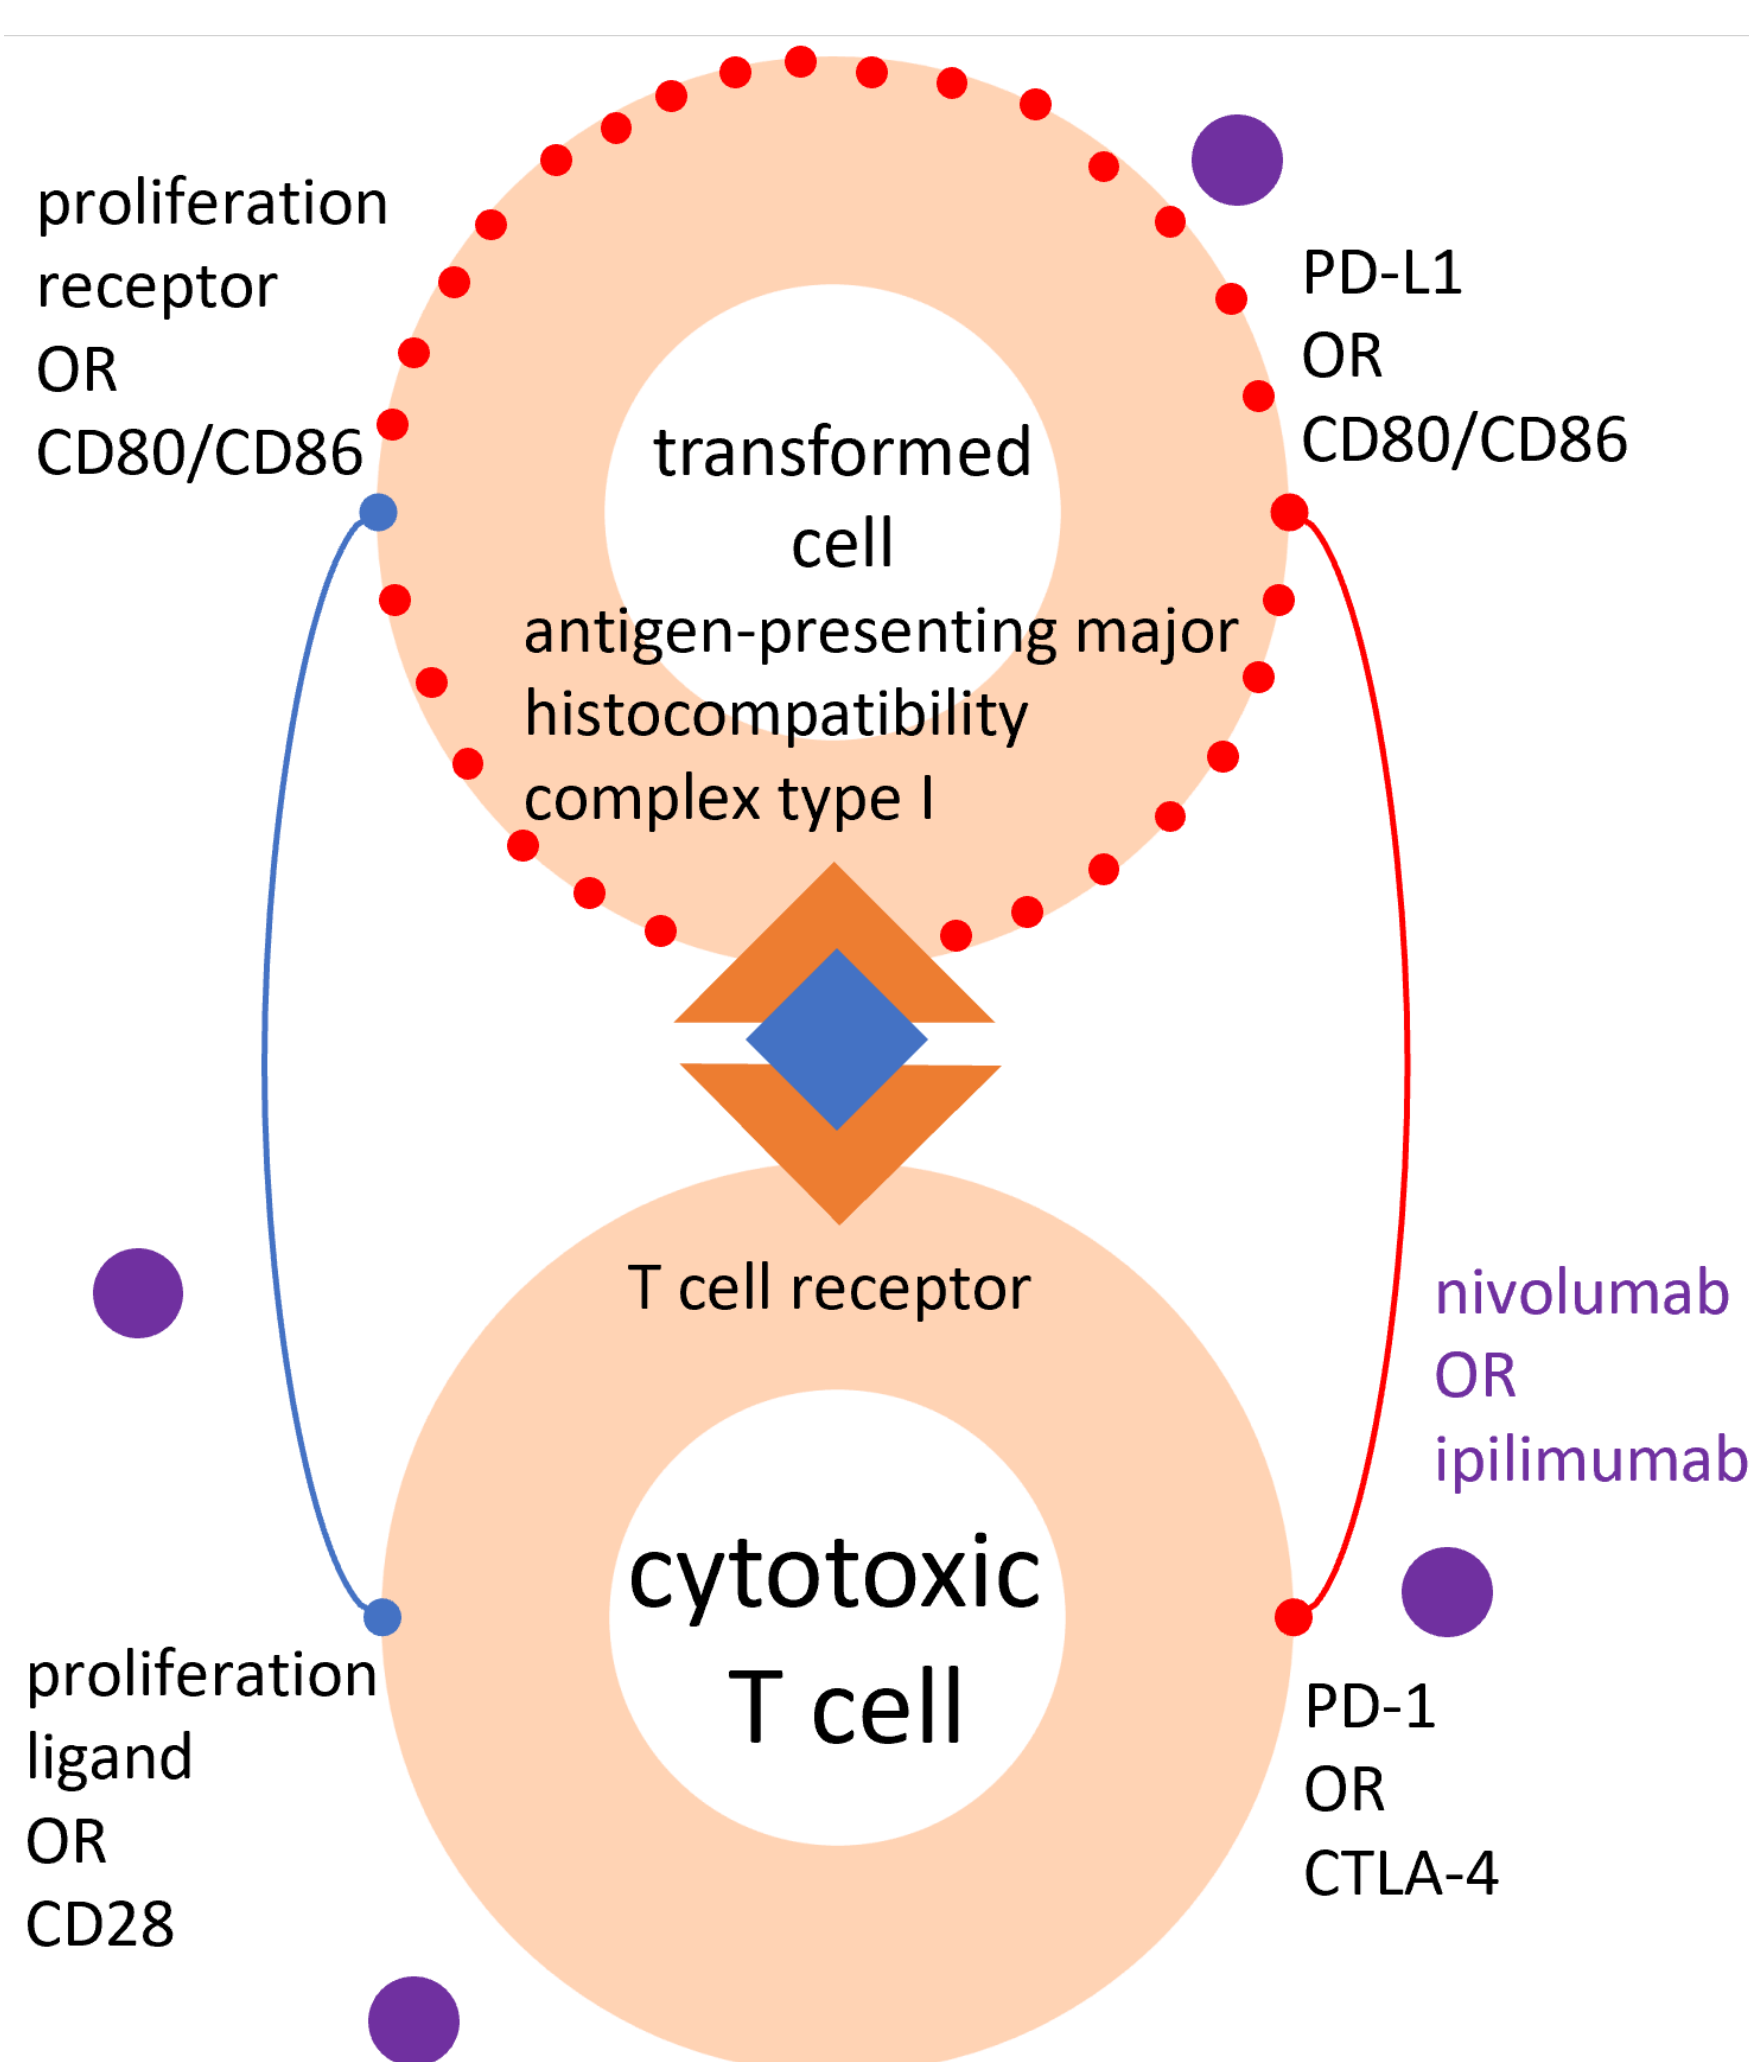 proliferation
receptor
OR
CD80/CD86
PD-L1
OR
CD80/CD86
transformed
cell
antigen-presenting major
histocompatibility
complex type I
T cell receptor
nivolumab
OR
ipilimumab
cytotoxic
T cell
proliferation
ligand
OR
CD28
PD-1
OR
CTLA-4